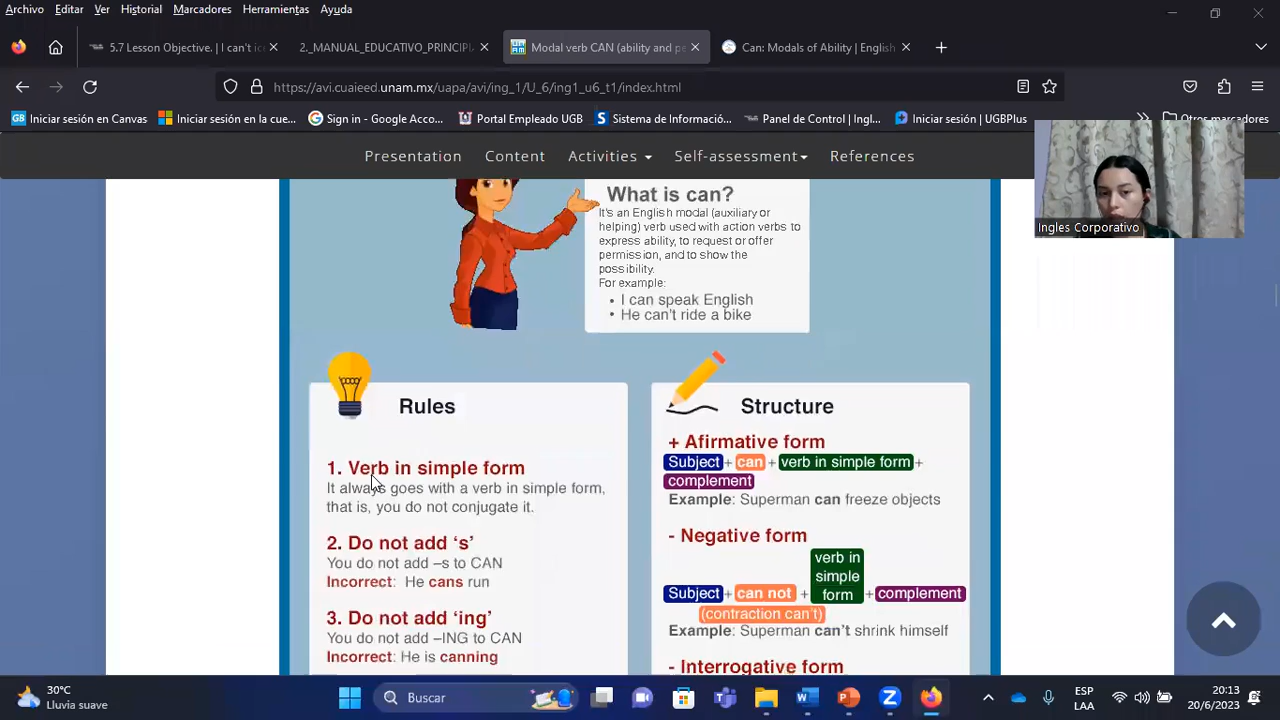 Archivo Editar Ver Historial Marcadores Herramientas Ayuda
5.7 Lesson Objective. | I can't ic
2._MANUAL_EDUCATIVO_PRINCIPI
Modal verb CAN (ability and pe
Can: Modals of Ability | English
https://avi.cuaieed.unam.mx/uapa/avi/ing_1/U_6/ing1_u6_t1/index.html
Iniciar sesión en Canvas
Iniciar sesión en la cue...
Sign in - Google Acco...
Portal Empleado UGB
Sistema de Informació...
Panel de Control | Ingl...
Iniciar sesión | UGBPlus
Otros marcadores
Presentation Content Activities Self-assessment References
Ingles Corporativo
What is can?
It's an English modal (auxiliary or
helping) verb used with action verbs to
express ability, to request or offer
permission, and to show the
possibility.
For example:
• I can speak English
• He can't ride a bike
Rules
1. Verb in simple form
It always goes with a verb in simple form,
that is, you do not conjugate it.
2. Do not add ‘s’
You do not add –s to CAN
Incorrect: He cans run
3. Do not add ‘ing’
You do not add –ING to CAN
Incorrect: He is canning
Structure
+ Afirmative form
Subject + can + verb in simple form +
complement
Example: Superman can freeze objects
- Negative form
verb in
simple
form
Subject + can not + + complement
(contraction can't)
Example: Superman can't shrink himself
- Interrogative form
30°C
Lluvia suave
Buscar
ESP
LAA
20:13
20/6/2023